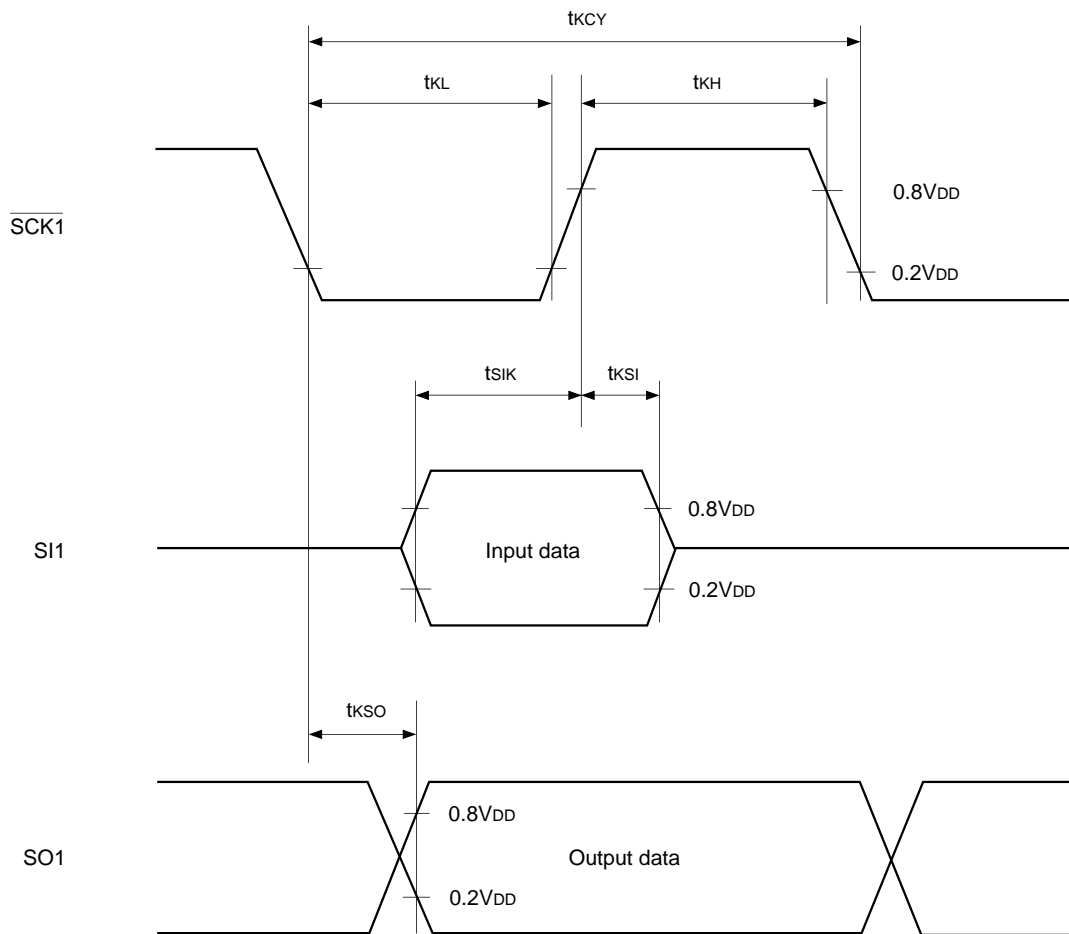 tKCY
tKL
tKH
0.8VDD
SCK1
0.2VDD
tSIK
tKSI
0.8VDD
SI1
Input data
0.2VDD
tKSO
0.8VDD
SO1
Output data
0.2VDD